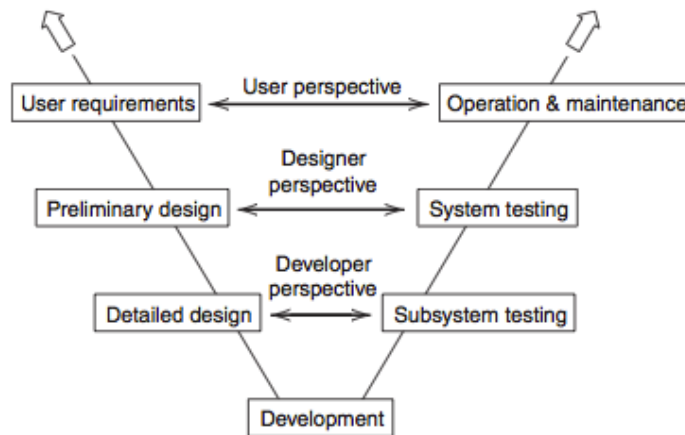 User perspective
User requirements
Operation & maintenance
Designer
perspective
Preliminary design
System testing
Developer
perspective
Detailed design
Subsystem testing
Development